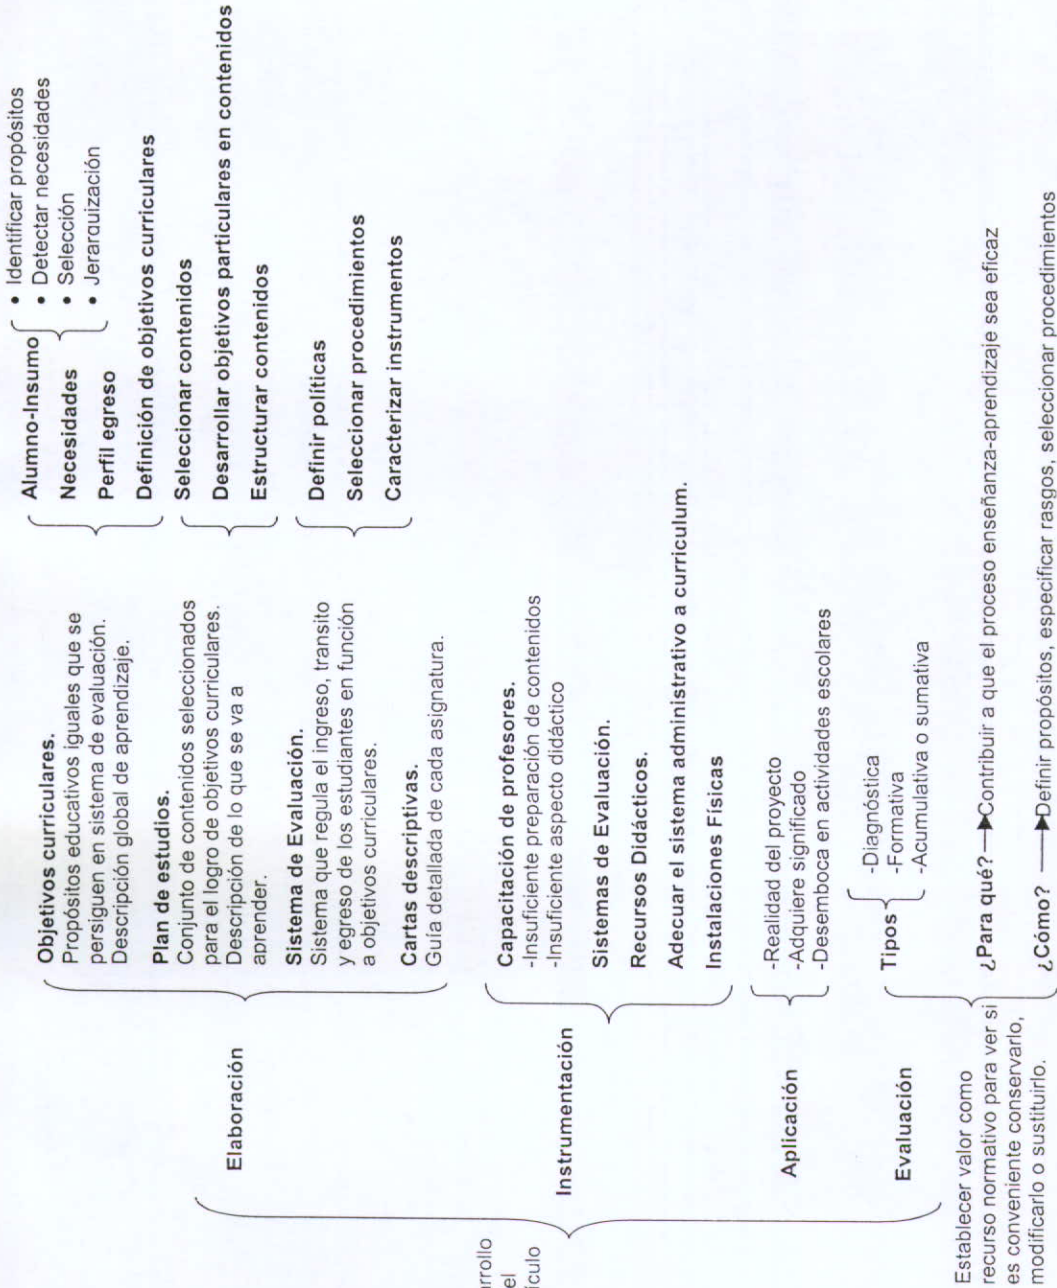 rrollo
el
ículo
Elaboración
Objetivos curriculares.
Propósitos educativos iguales que se
persiguen en sistema de evaluación.
Descripción global de aprendizaje.
Alumno-Insumo
Necesidades
Perfil egreso
• Identificar propósitos
• Detectar necesidades
• Selección
• Jerarquización
Definición de objetivos curriculares
Plan de estudios.
Conjunto de contenidos seleccionados
para el logro de objetivos curriculares.
Descripción de lo que se va a
aprender.
Seleccionar contenidos
Desarrollar objetivos particulares en contenidos
Estructurar contenidos
Sistema de Evaluación.
Sistema que regula el ingreso, transito
y egreso de los estudiantes en función
a objetivos curriculares.
Definir políticas
Seleccionar procedimientos
Caracterizar instrumentos
Cartas descriptivas.
Guía detallada de cada asignatura.
Instrumentación
Capacitación de profesores.
-Insuficiente preparación de contenidos
-Insuficiente aspecto didáctico
Sistemas de Evaluación.
Recursos Didácticos.
Adecuar el sistema administrativo a curriculum.
Instalaciones Físicas
Aplicación
-Realidad del proyecto
-Adquiere significado
-Desemboca en actividades escolares
Evaluación
Establecer valor como
recurso normativo para ver si
es conveniente conservarlo,
modificarlo o sustituirlo.
Tipos
-Diagnóstica
-Formativa
-Acumulativa o sumativa
¿Para qué? Contribuir a que el proceso enseñanza-aprendizaje sea eficaz
¿Cómo? Definir propósitos, especificar rasgos, seleccionar procedimientos